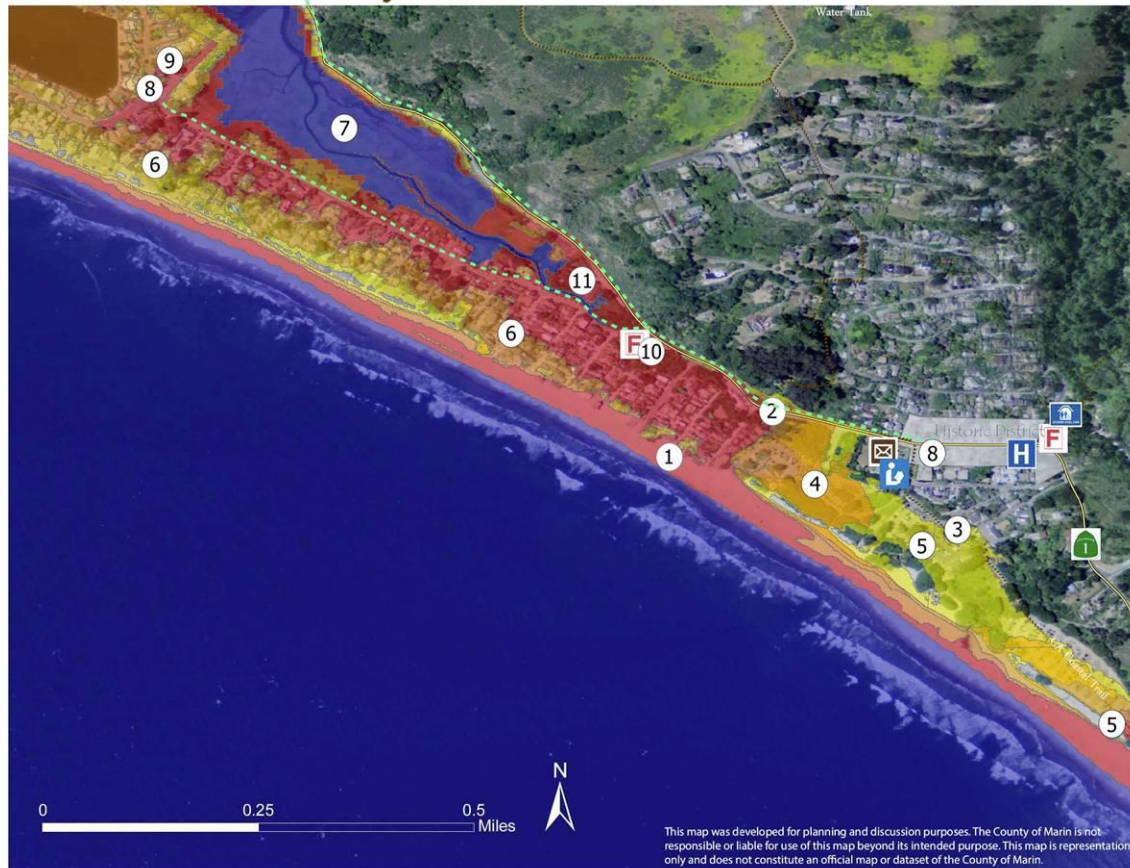 Water Tank
9
8
6
7
11
6
F
10
2
Historic District
F
H
8
1
4
3
5
1
5
N
0
0.25
0.5
Miles
This map was developed for planning and discussion purposes. The County of Marin is not
responsible or liable for use of this map beyond its intended purpose. This map is representation
only and does not constitute an official map or dataset of the County of Marin.